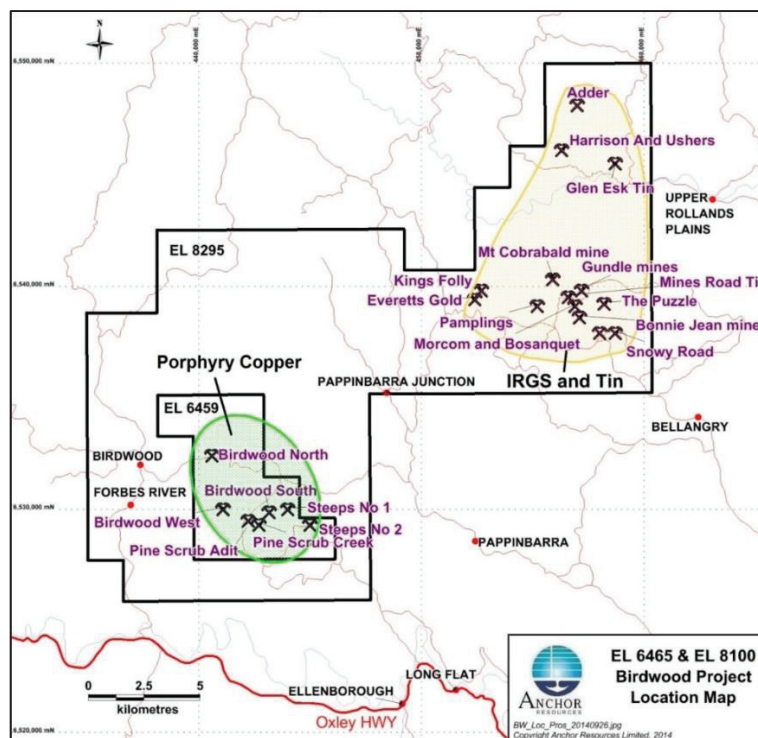 N
440,000 mE
450,000 mE
460,000 mE
6,550,000 mN
Adder
Harrison And Ushers
Glen Esk Tin
UPPER
ROLLANDS
PLAINS
EL 8295
Mt Cobrabald mine
Gundle mines
6,540,000 mN
Kings Folly
Mines Road Ti
Everetts Gold
The Puzzle
Pamplings
Bonnie Jean mine
Morcom and Bosanquet
Snowy Road
Porphyry Copper
PAPPINBARRA JUNCTION
IRGS and Tin
EL 6459
BELLANGRY
BIRDWOOD
Birdwood North
FORBES RIVER
Birdwood South
6,530,000 mN
Steeps No 1
Birdwood West
Steeps No 2
Pine Scrub Adit
Pine Scrub Creek
PAPPINBARRA
0 2.5 5
kilometres
ELLENBOROUGH
LONG FLAT
Oxley HWY
6,520,000 mN
ANCHOR
RESOURCES
EL 6465 & EL 8100
Birdwood Project
Location Map
BW_Loc_Pros_20140926.jpg
Copyright Anchor Resources Limited, 2014